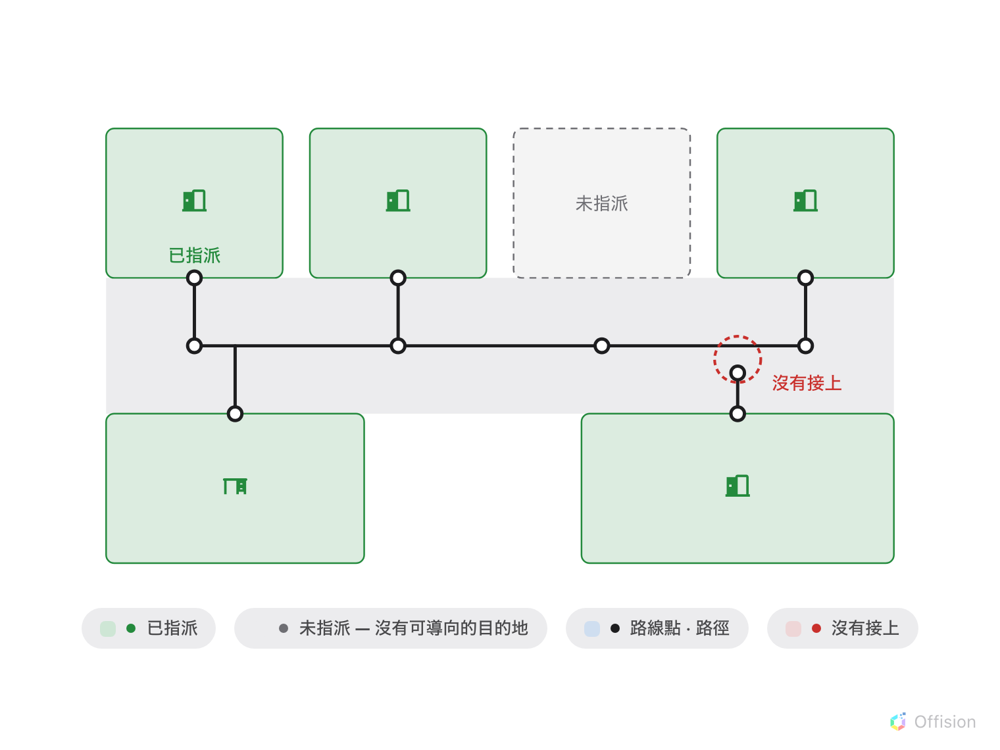 未指派
已指派
沒有接上
已指派
未指派 — 沒有可導向的目的地
路線點 · 路徑
沒有接上
Offision